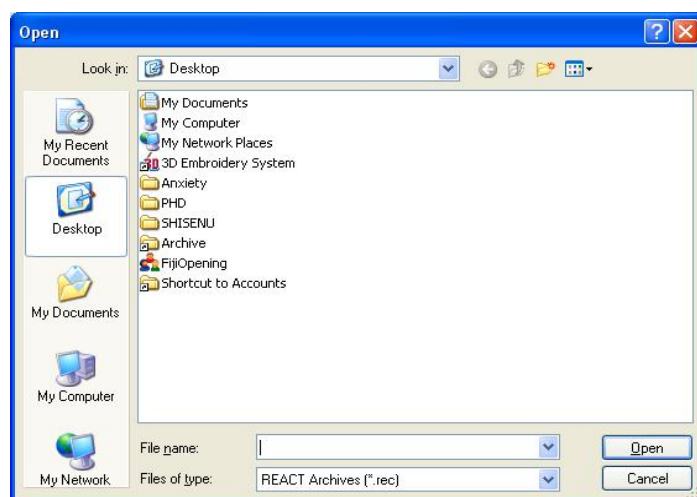 Open
Look in:
Desktop
My Recent
Documents
Desktop
My Documents
My Computer
My Network
My Documents
My Computer
My Network Places
3D Embroidery System
Anxiety
PHD
SHISENU
Archive
FijiOpening
Shortcut to Accounts
File name:
Open
Files of type:
REACT Archives (*.rec)
Cancel